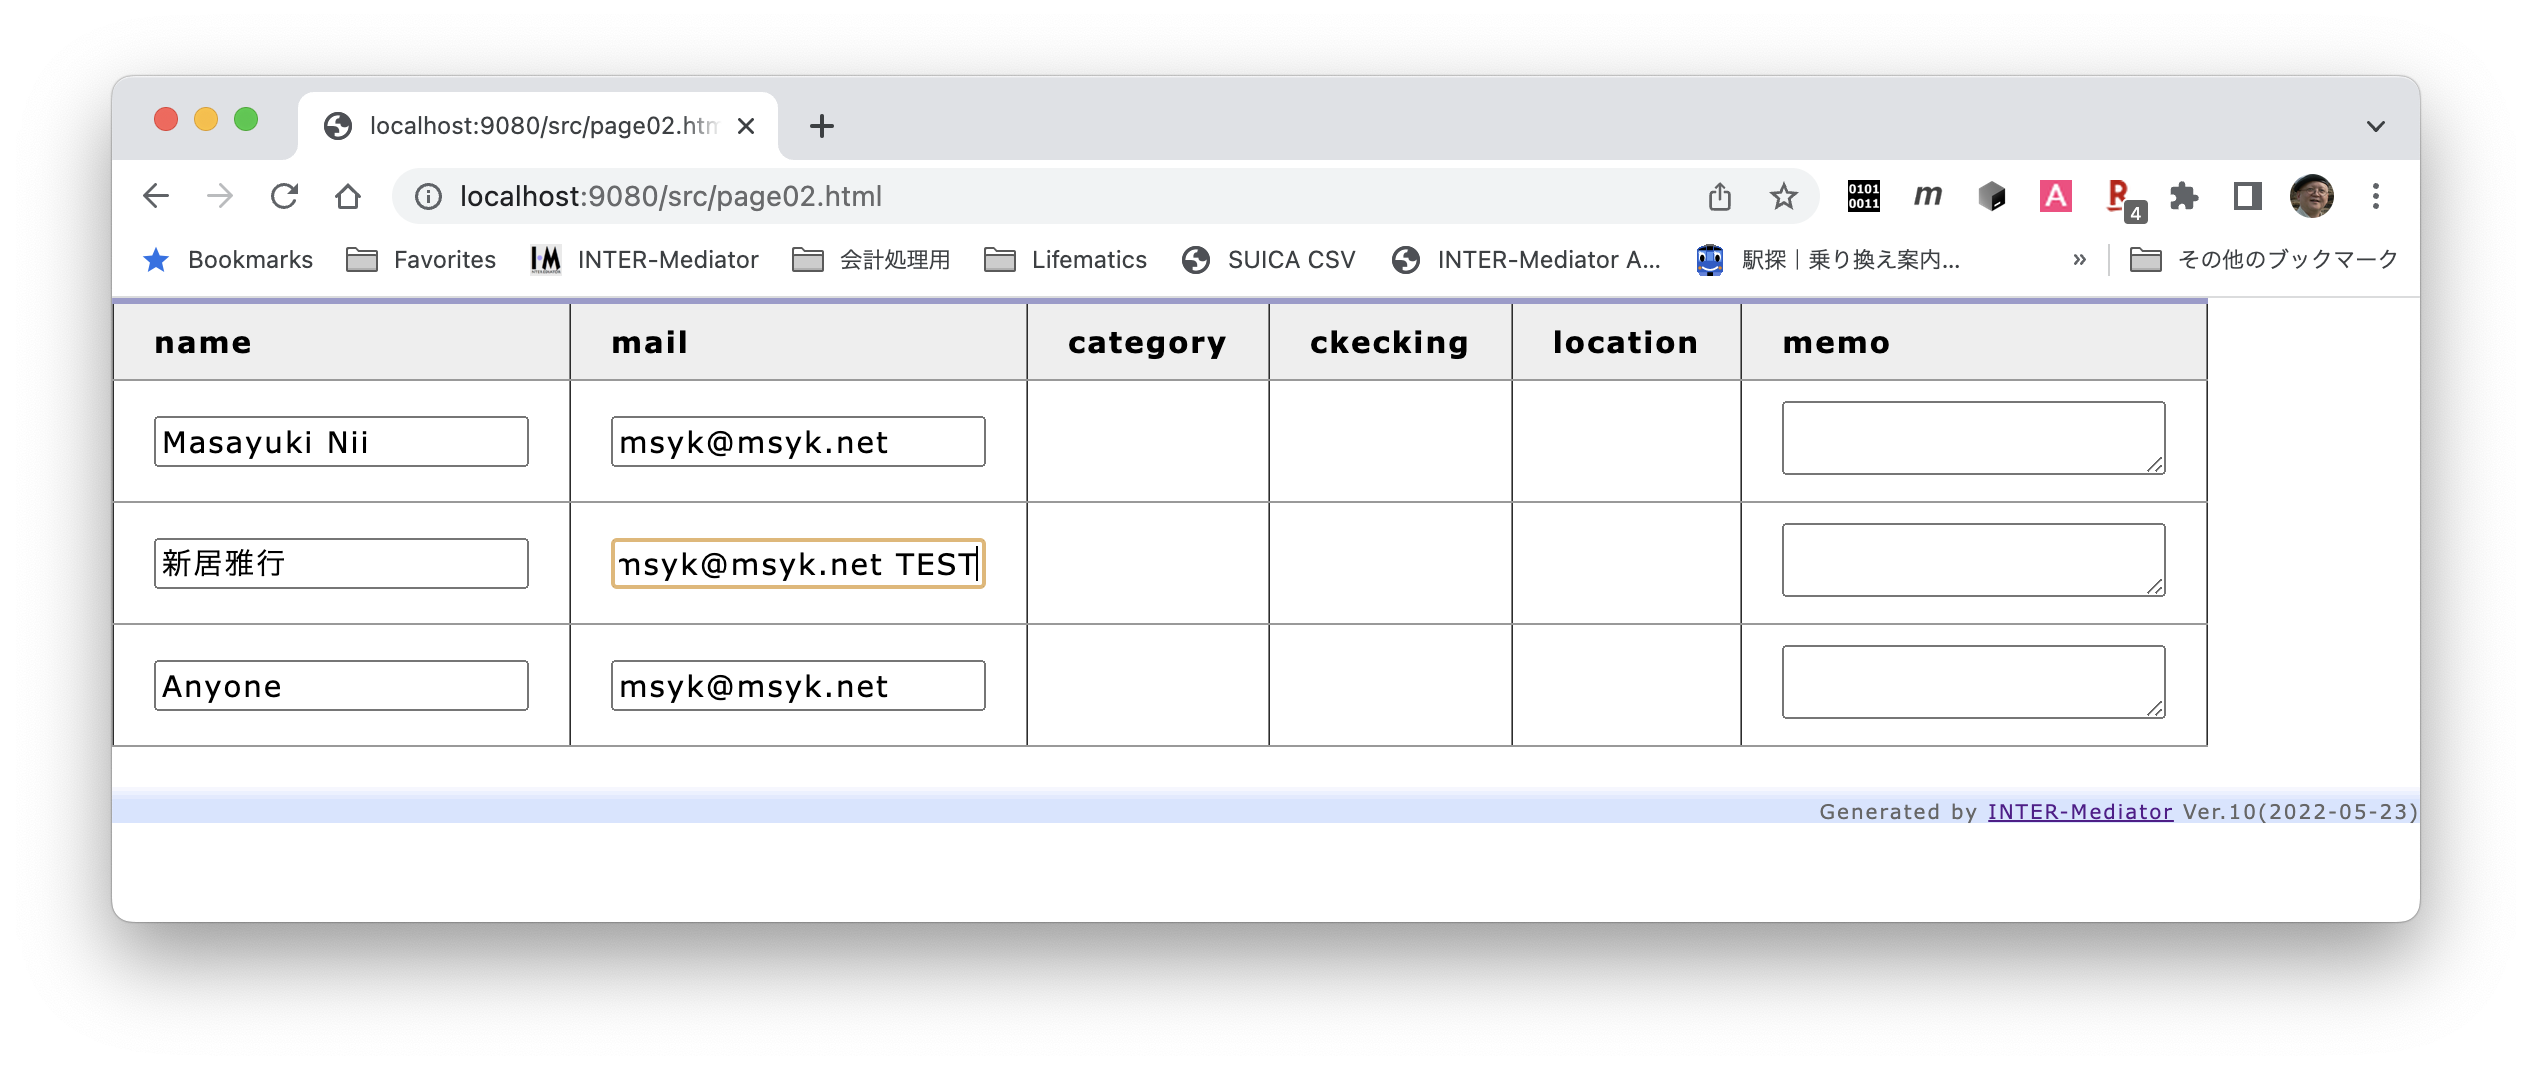 localhost:9080/src/page02.htm
localhost:9080/src/page02.html
0101
0011
m
A
R
4
Bookmarks Favorites I•M INTER-Mediator 会計処理用 Lifematics SUICA CSV INTER-Mediator A... 駅探｜乗り換え案内... » その他のブックマーク
name mail category ckecking location memo
Masayuki Nii msyk@msyk.net
新居雅行 msyk@msyk.net TEST
Anyone msyk@msyk.net
Generated by INTER-Mediator Ver.10(2022-05-23)